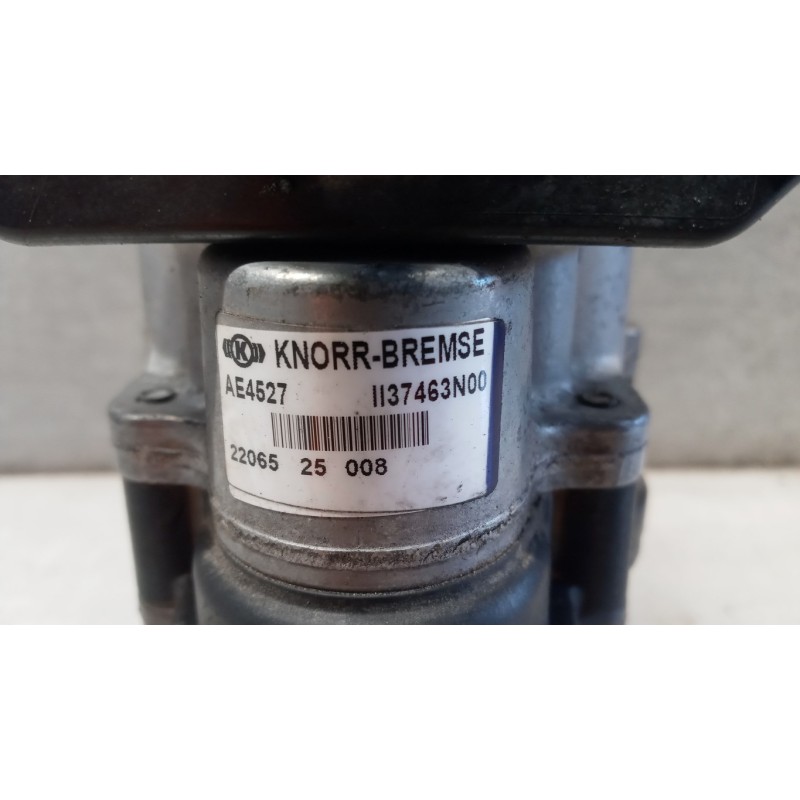 K KNORR-BREMSE
AE4527 II37463N00
22065 25 008